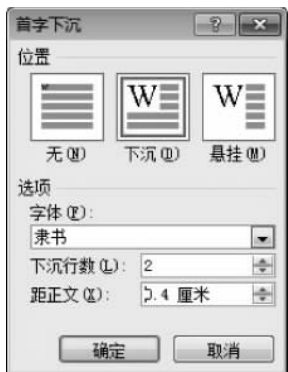 首字下沉
位置
W W
无(N) 下沉(D) 悬挂(M)
选项
字体(F):
隶书
下沉行数(L): 2
距正文(X): .4 厘米
确定 取消